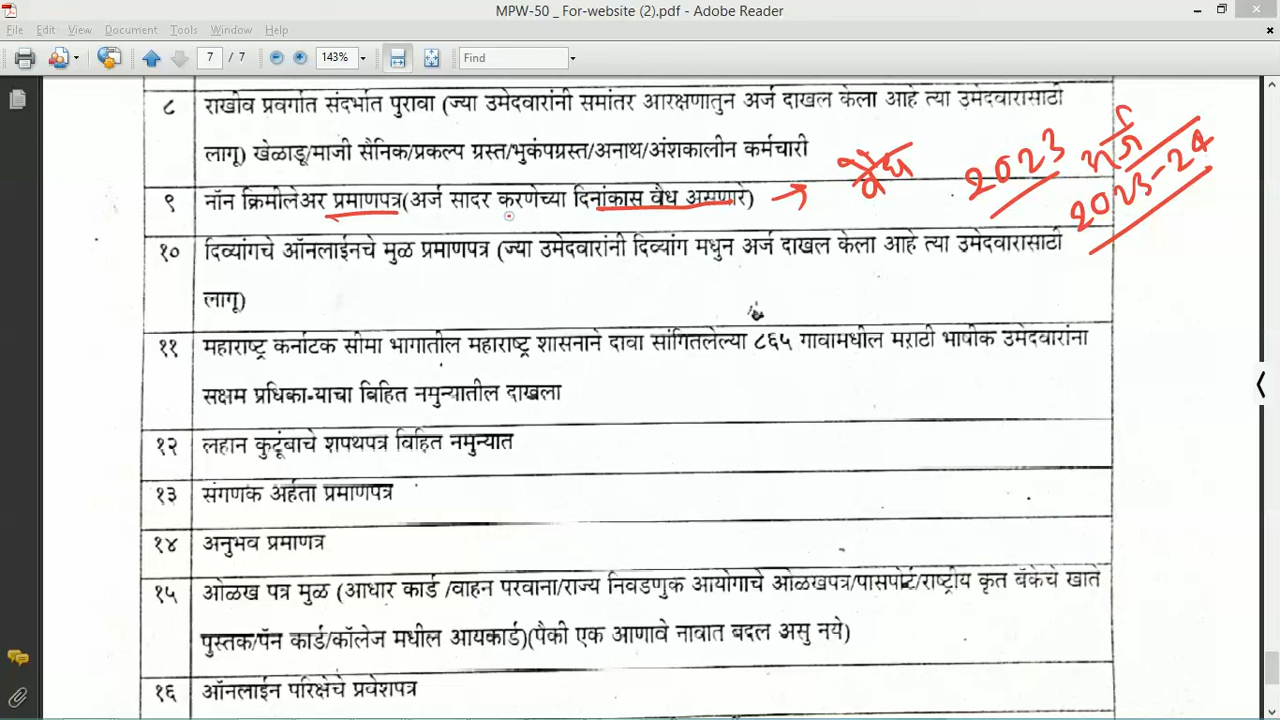 MPW-50 _ For-website (2).pdf - Adobe Reader
File Edit View Document Tools Window Help
7 / 7 143% Find
८ राखीव प्रवर्गात संदर्भात पुरावा (ज्या उमेदवारांनी समांतर आरक्षणातुन अर्ज दाखल केला आहे त्या उमेदवारासाठी
लागू) खेळाडू/माजी सैनिक/प्रकल्प ग्रस्त/भुकंपग्रस्त/अनाथ/अंशकालीन कर्मचारी
वैध 2023 अर्ज
2023-24
९ नॉन क्रिमीलेअर प्रमाणपत्र(अर्ज सादर करणेच्या दिनांकास वैध असणारे)
१० दिव्यांगचे ऑनलाईनचे मुळ प्रमाणपत्र (ज्या उमेदवारांनी दिव्यांग मधुन अर्ज दाखल केला आहे त्या उमेदवारासाठी
लागू)
११ महाराष्ट्र कर्नाटक सीमा भागातील महाराष्ट्र शासनाने दावा सांगितलेल्या ८६५ गावामधील मराठी भाषीक उमेदवारांना
सक्षम प्रधिका-याचा विहित नमुन्यातील दाखला
१२ लहान कुटूंबाचे शपथपत्र विहित नमुन्यात
१३ संगणक अर्हता प्रमाणपत्र
१४ अनुभव प्रमाणत्र
१५ ओळख पत्र मुळ (आधार कार्ड /वाहन परवाना/राज्य निवडणुक आयोगाचे ओळखपत्र/पासपोर्ट/राष्ट्रीय कृत बॅकेचे खाते
पुस्तक/पॅन कार्ड/कॉलेज मधील आयकार्ड)(पैकी एक आणावे नावात बदल असु नये)
१६ ऑनलाईन परिक्षेचे प्रवेशपत्र